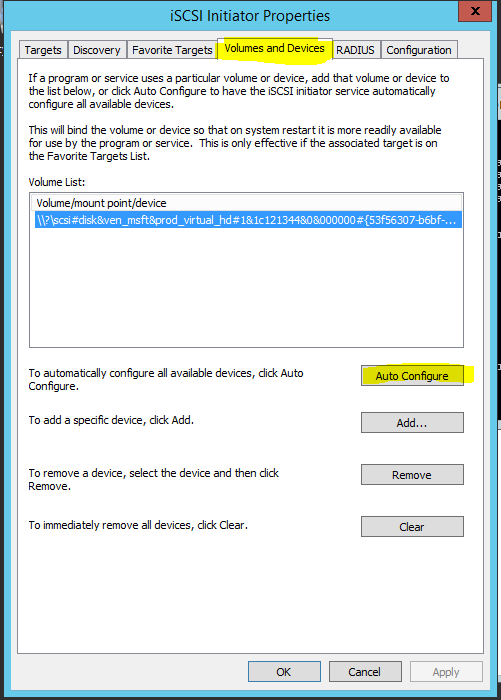 iSCSI Initiator Properties
x
Targets Discovery Favorite Targets Volumes and Devices RADIUS Configuration
If a program or service uses a particular volume or device, add that volume or device to
the list below, or click Auto Configure to have the iSCSI initiator service automatically
configure all available devices.
This will bind the volume or device so that on system restart it is more readily available
for use by the program or service.  This is only effective if the associated target is on
the Favorite Targets List.
Volume List:
Volume/mount point/device
\\?\scsi#disk&ven_msft&prod_virtual_hd#1&1c121344&0&000000#{53f56307-b6bf-...
To automatically configure all available devices, click Auto
Configure.
Auto Configure
To add a specific device, click Add.
Add...
To remove a device, select the device and then click
Remove.
Remove
To immediately remove all devices, click Clear.
Clear
OK Cancel Apply